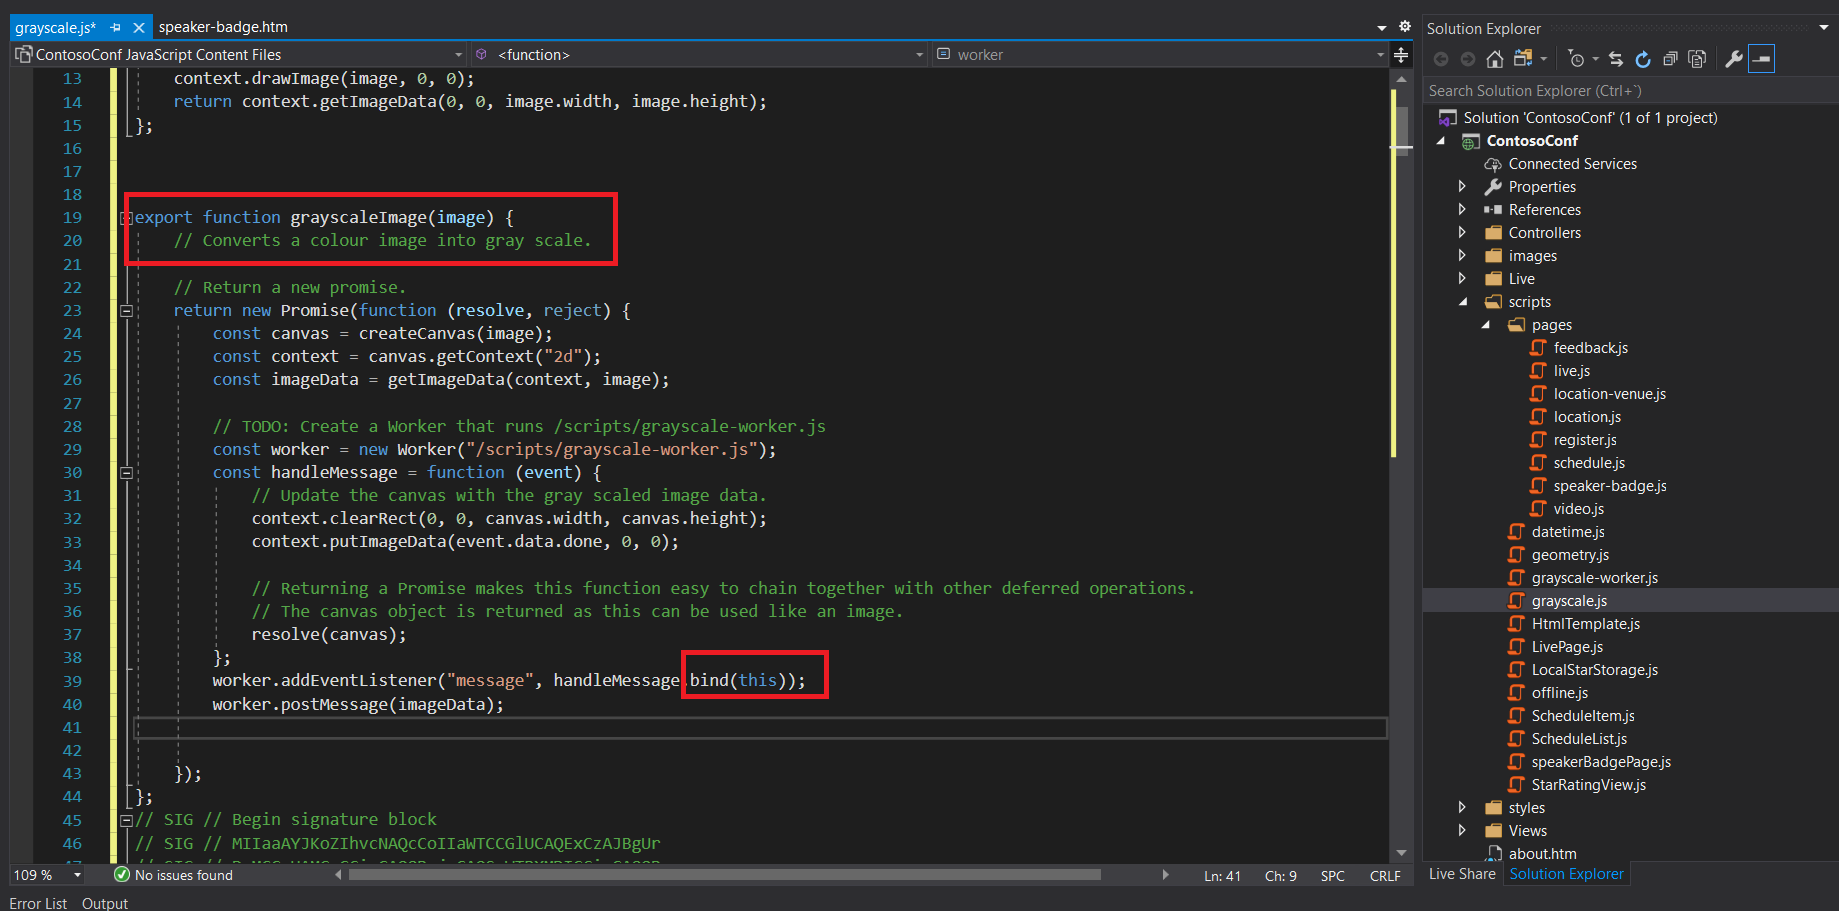 grayscale.js*
speaker-badge.htm
ContosoConf JavaScript Content Files
<function>
worker
13 context.drawImage(image, 0, 0);
14 return context.getImageData(0, 0, image.width, image.height);
15 };
16
17
18
19 export function grayscaleImage(image) {
20 // Converts a colour image into gray scale.
21
22 // Return a new promise.
23 return new Promise(function (resolve, reject) {
24 const canvas = createCanvas(image);
25 const context = canvas.getContext("2d");
26 const imageData = getImageData(context, image);
27
28 // TODO: Create a Worker that runs /scripts/grayscale-worker.js
29 const worker = new Worker("/scripts/grayscale-worker.js");
30 const handleMessage = function (event) {
31 // Update the canvas with the gray scaled image data.
32 context.clearRect(0, 0, canvas.width, canvas.height);
33 context.putImageData(event.data.done, 0, 0);
34
35 // Returning a Promise makes this function easy to chain together with other deferred operations.
36 // The canvas object is returned as this can be used like an image.
37 resolve(canvas);
38 };
39 worker.addEventListener("message", handleMessage bind(this));
40 worker.postMessage(imageData);
41
42
43 });
44 };
45 // SIG // Begin signature block
46 // SIG // MIIaaAYJKoZIhvcNAQcCoIIaWTCCGlUCAQExCzAJBgUr
109 %
No issues found
Ln: 41
Ch: 9
SPC
CRLF
Error List
Output
Solution Explorer
Search Solution Explorer (Ctrl+`)
Solution 'ContosoConf' (1 of 1 project)
ContosoConf
Connected Services
Properties
References
Controllers
images
Live
scripts
pages
feedback.js
live.js
location-venue.js
location.js
register.js
schedule.js
speaker-badge.js
video.js
datetime.js
geometry.js
grayscale-worker.js
grayscale.js
HtmlTemplate.js
LivePage.js
LocalStarStorage.js
offline.js
ScheduleItem.js
ScheduleList.js
speakerBadgePage.js
StarRatingView.js
styles
Views
about.htm
Live Share
Solution Explorer